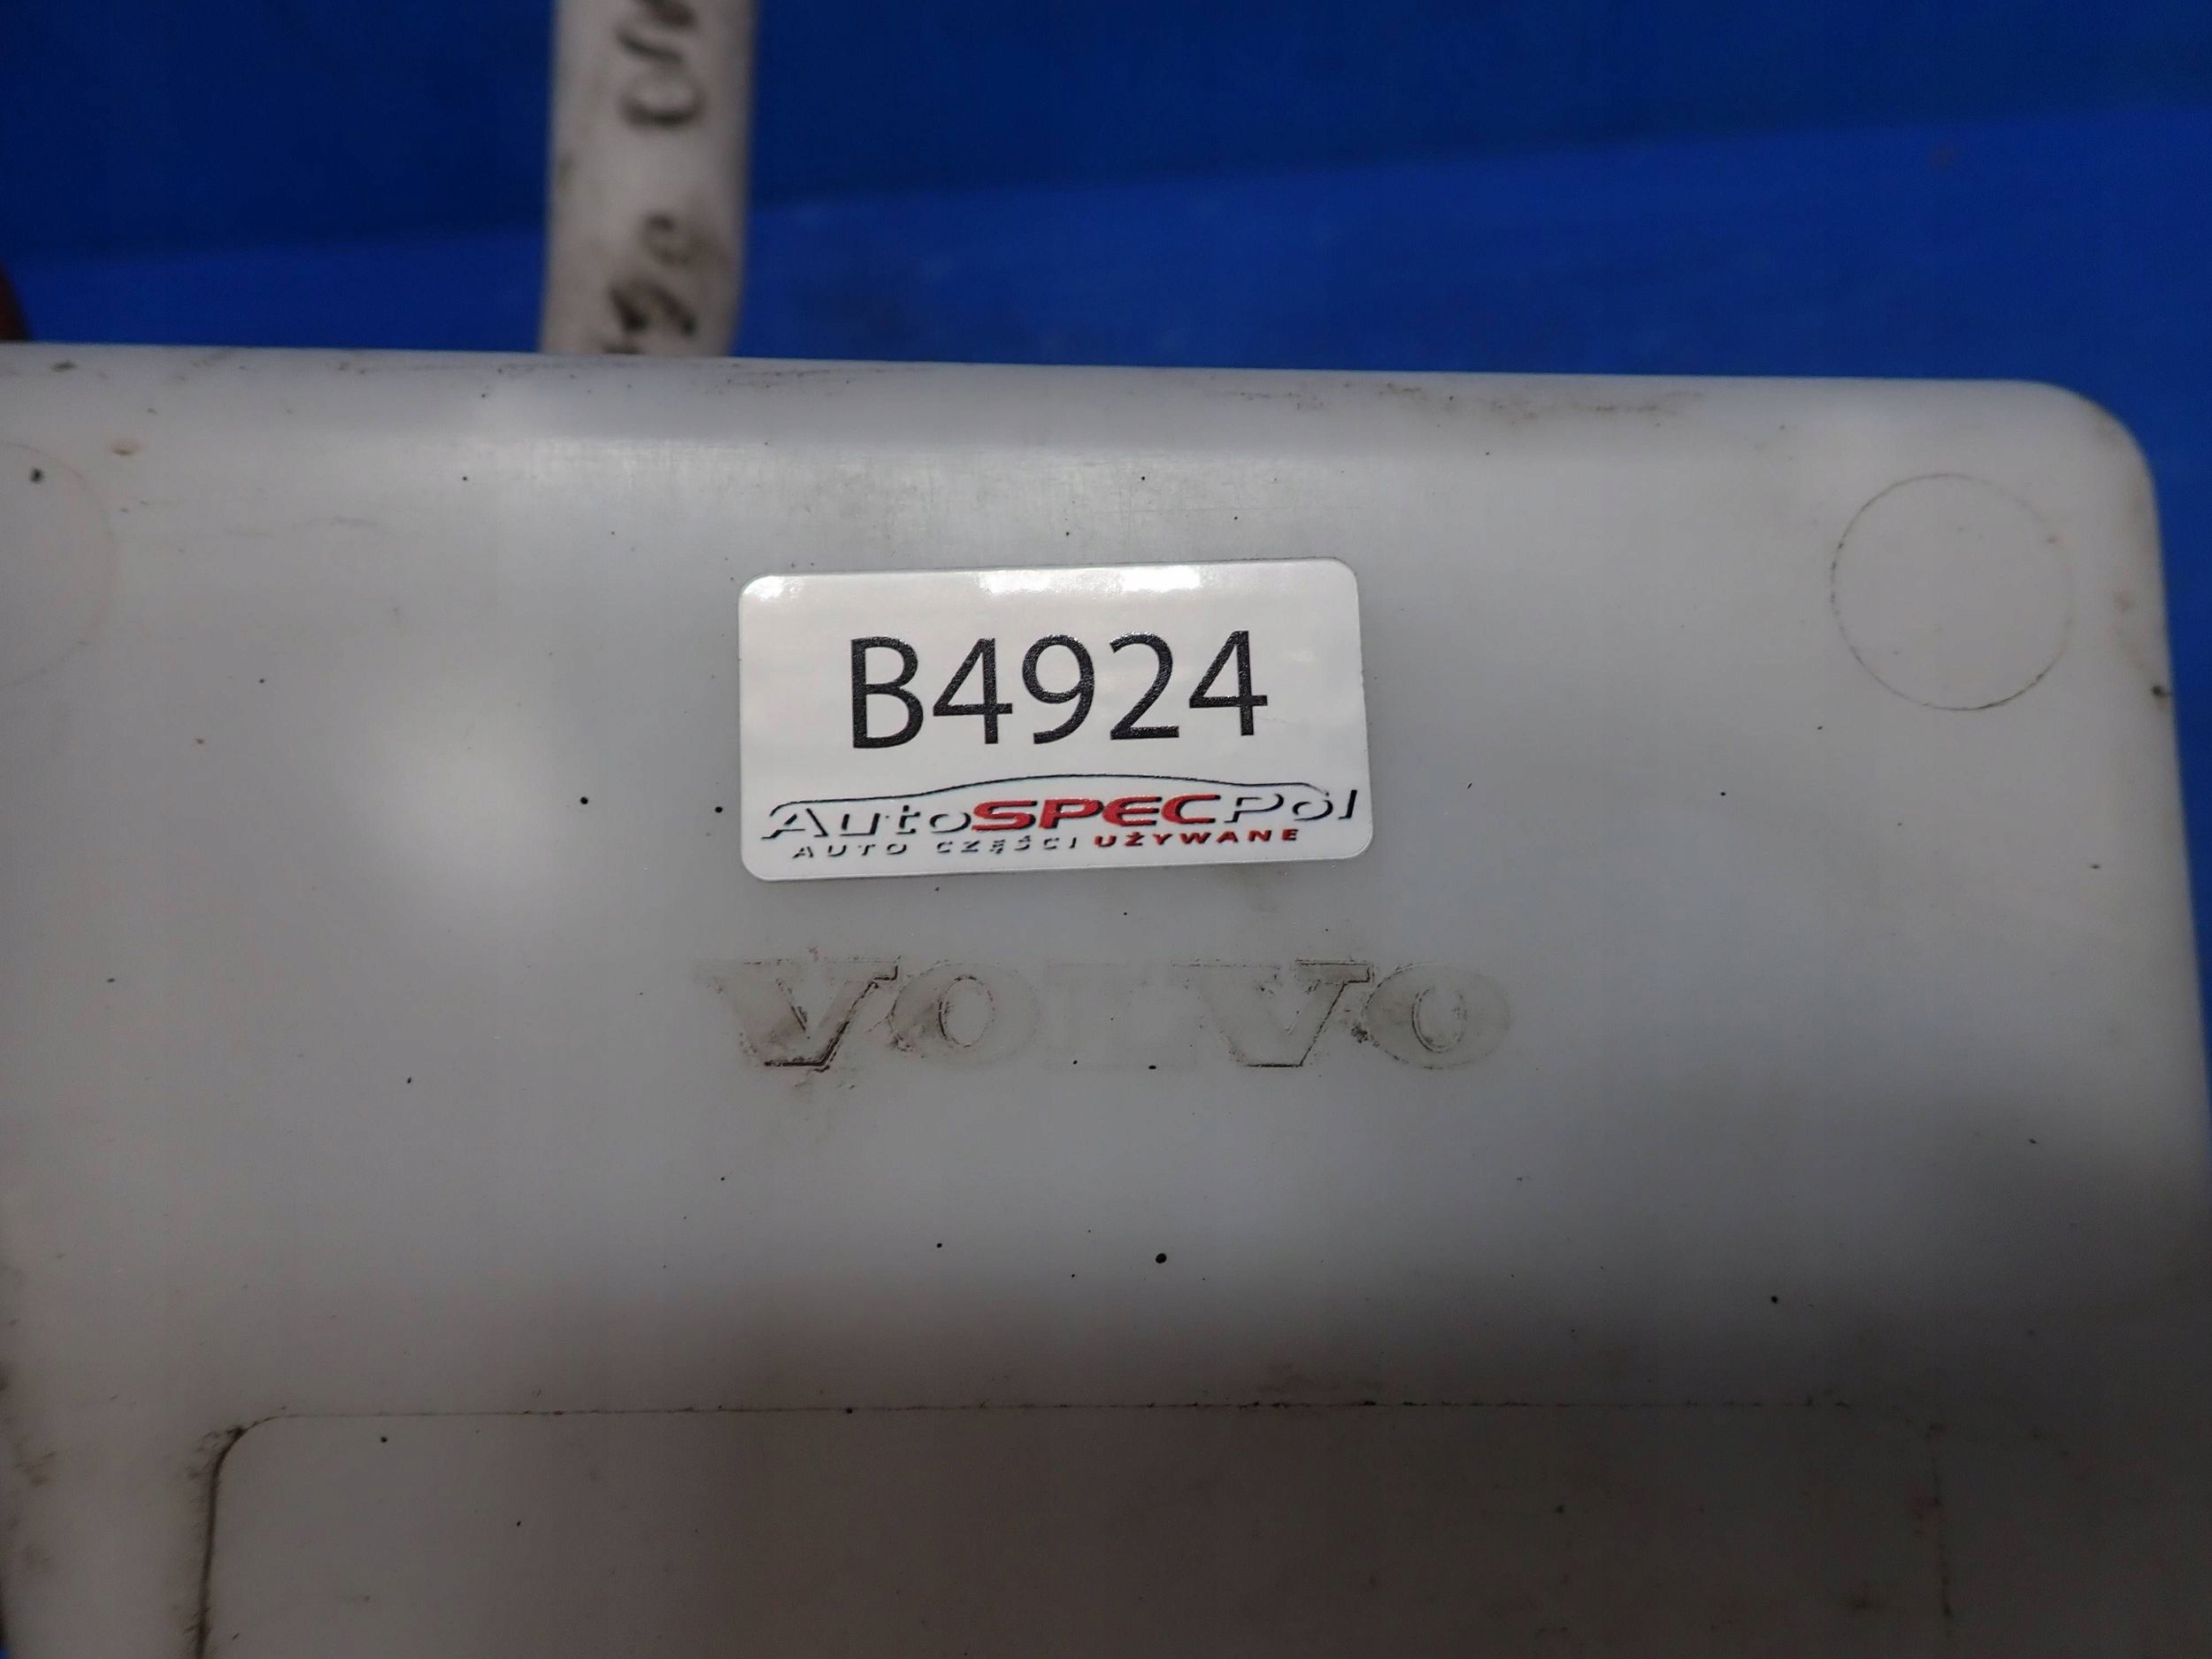 B4924
AutoSPECPol
AUTO CZĘŚCI UŻYWANE
VOLVO